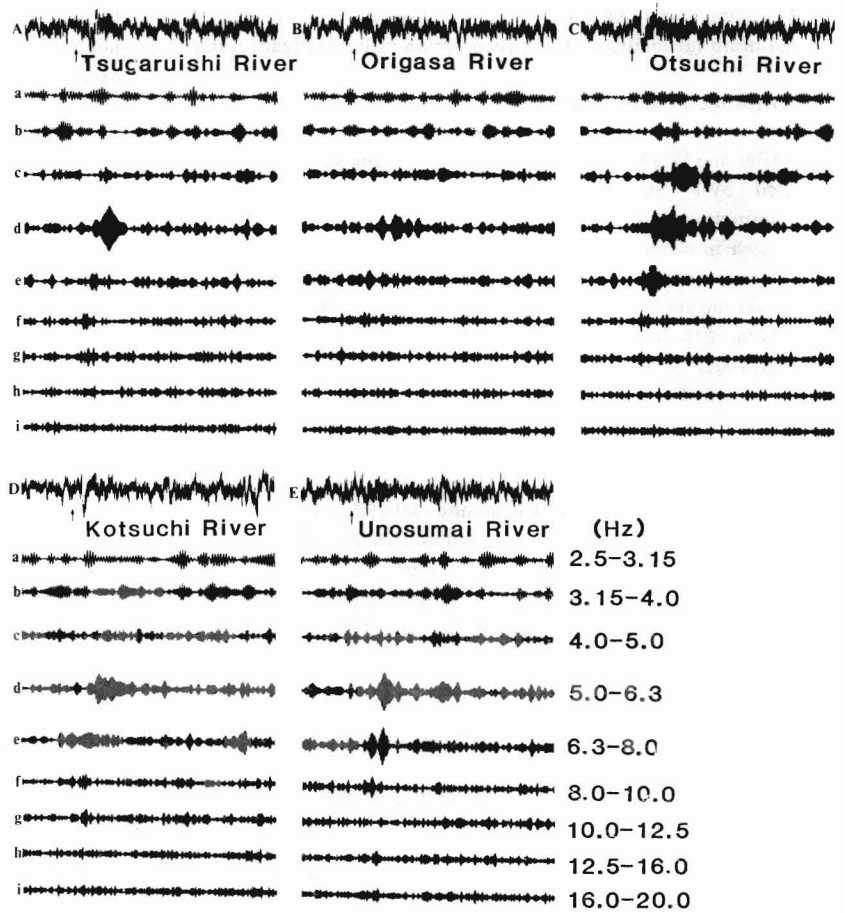 A B C
Tsugaruishi River Origasa River Otsuchi River
a
b
c
d
e
f
g
h
i
D E
Kotsuchi River Unosumai River (Hz)
a 2.5-3.15
b 3.15-4.0
c 4.0-5.0
d 5.0-6.3
e 6.3-8.0
f 8.0-10.0
g 10.0-12.5
h 12.5-16.0
i 16.0-20.0